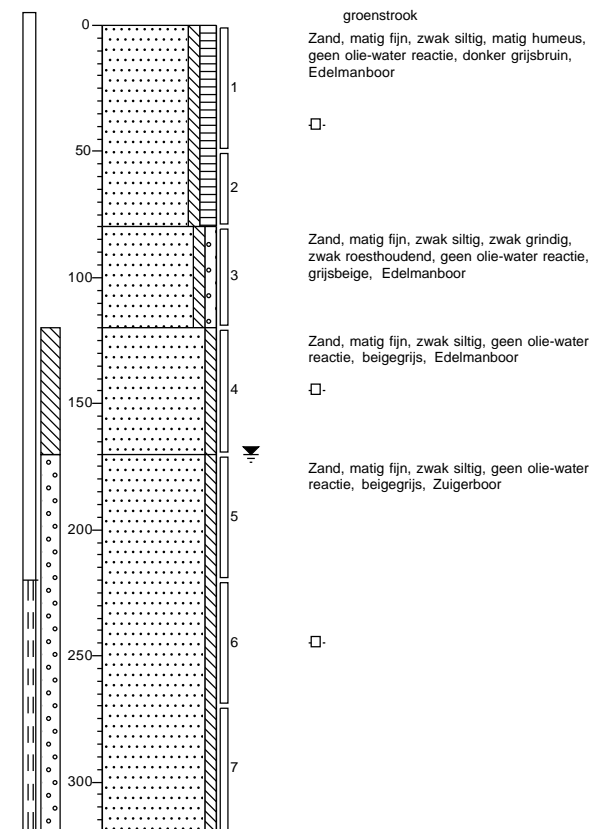 groenstrook
0
Zand, matig fijn, zwak siltig, matig humeus,
geen olie-water reactie, donker grijsbruin,
Edelmanboor
1
50
2
Zand, matig fijn, zwak siltig, zwak grindig,
zwak roesthoudend, geen olie-water reactie,
grijsbeige, Edelmanboor
3
100
Zand, matig fijn, zwak siltig, geen olie-water
reactie, beigegrijs, Edelmanboor
4
150
Zand, matig fijn, zwak siltig, geen olie-water
reactie, beigegrijs, Zuigerboor
5
200
6
250
7
300